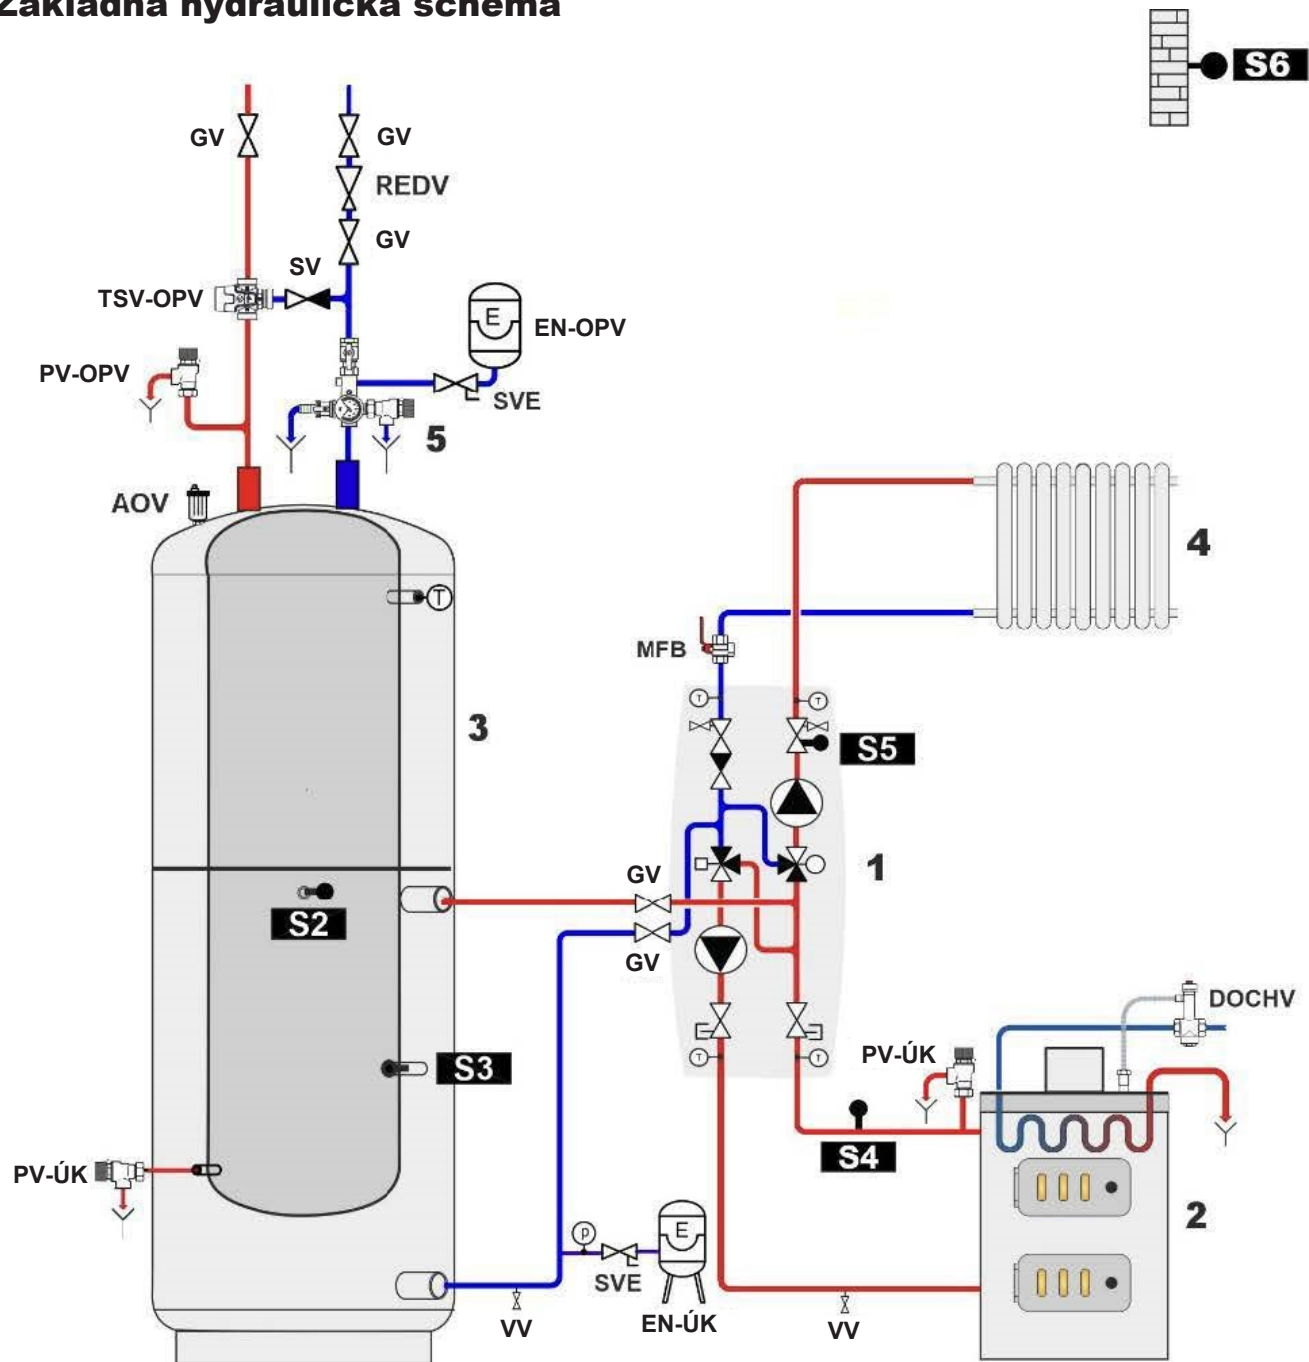 Základná hydraulická schéma
S6
GV
GV
REDV
GV
SV
TSV-OPV
E
EN-OPV
PV-OPV
SVE
5
AOV
4
T
MFB
T
T
3
S5
1
GV
S2
GV
DOCHV
S3
T
T
PV-ÚK
S4
PV-ÚK
2
P
E
SVE
EN-ÚK
VV
VV